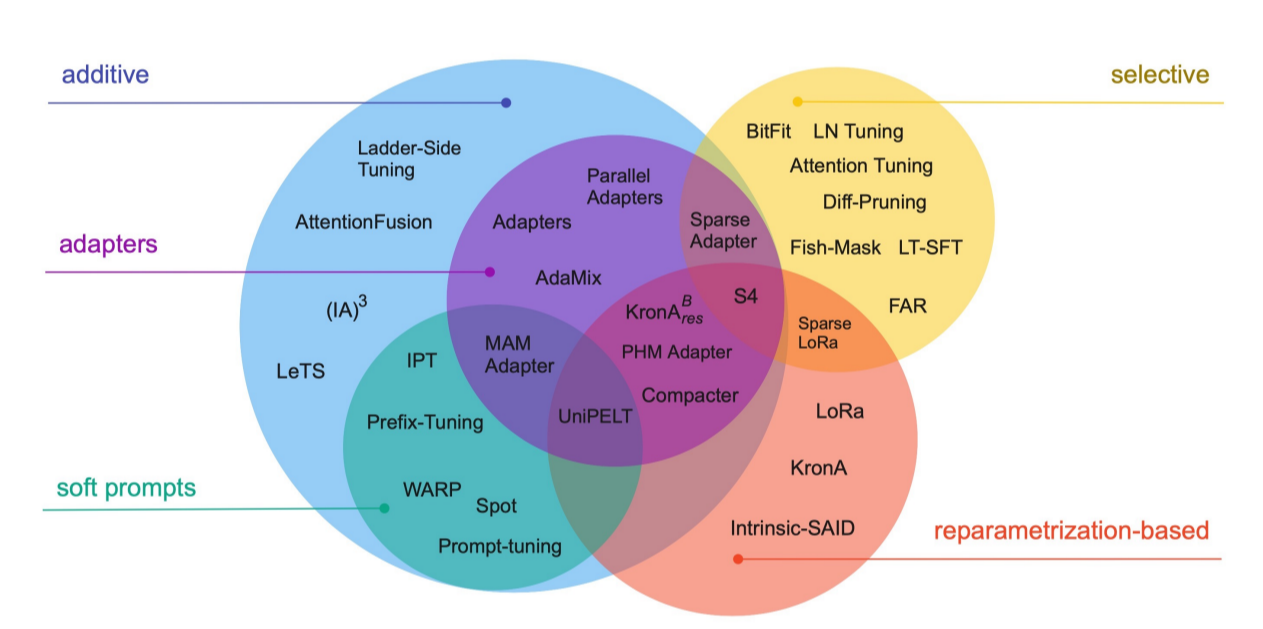 additive
selective
BitFit LN Tuning
Ladder-Side
Tuning
Attention Tuning
Parallel
Adapters
Diff-Pruning
AttentionFusion
Adapters
Sparse
Adapter
adapters
Fish-Mask LT-SFT
AdaMix
S4
(IA)³
KronA^B_res
FAR
Sparse
LoRa
MAM
Adapter
IPT
PHM Adapter
LeTS
Compacter
LoRa
Prefix-Tuning
UniPELT
KronA
soft prompts
WARP
Spot
Intrinsic-SAID
reparametrization-based
Prompt-tuning